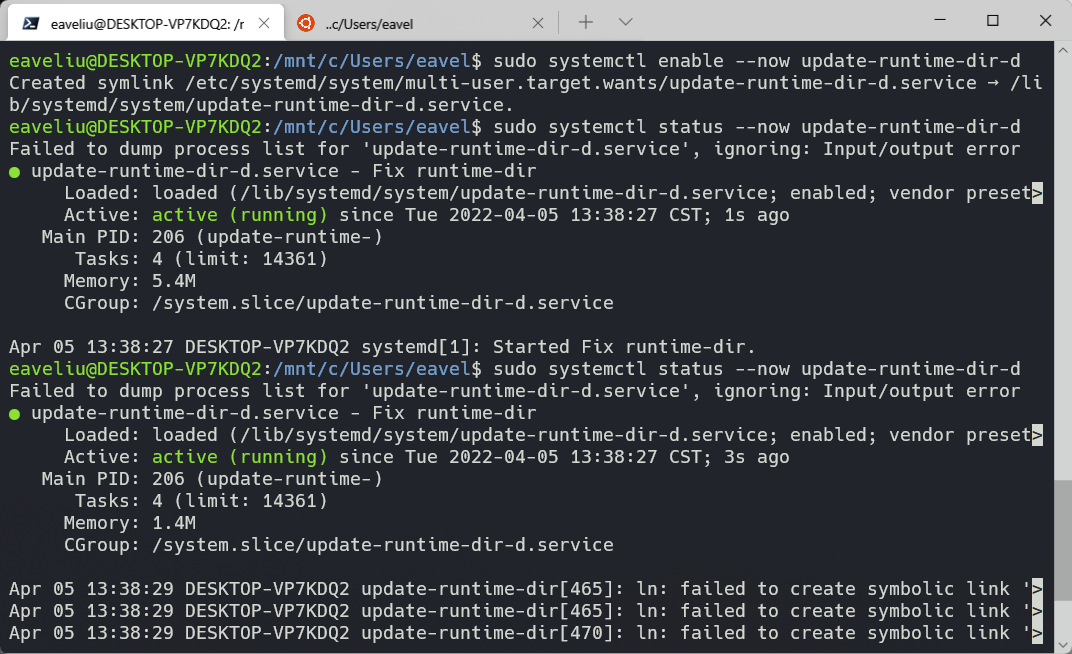 eaveliu@DESKTOP-VP7KDQ2: /r
..c/Users/eavel
eaveliu@DESKTOP-VP7KDQ2:/mnt/c/Users/eavel$ sudo systemctl enable --now update-runtime-dir-d
Created symlink /etc/systemd/system/multi-user.target.wants/update-runtime-dir-d.service → /li
b/systemd/system/update-runtime-dir-d.service.
eaveliu@DESKTOP-VP7KDQ2:/mnt/c/Users/eavel$ sudo systemctl status --now update-runtime-dir-d
Failed to dump process list for 'update-runtime-dir-d.service', ignoring: Input/output error
● update-runtime-dir-d.service - Fix runtime-dir
Loaded: loaded (/lib/systemd/system/update-runtime-dir-d.service; enabled; vendor preset>
Active: active (running) since Tue 2022-04-05 13:38:27 CST; 1s ago
Main PID: 206 (update-runtime-)
Tasks: 4 (limit: 14361)
Memory: 5.4M
CGroup: /system.slice/update-runtime-dir-d.service
Apr 05 13:38:27 DESKTOP-VP7KDQ2 systemd[1]: Started Fix runtime-dir.
eaveliu@DESKTOP-VP7KDQ2:/mnt/c/Users/eavel$ sudo systemctl status --now update-runtime-dir-d
Failed to dump process list for 'update-runtime-dir-d.service', ignoring: Input/output error
● update-runtime-dir-d.service - Fix runtime-dir
Loaded: loaded (/lib/systemd/system/update-runtime-dir-d.service; enabled; vendor preset>
Active: active (running) since Tue 2022-04-05 13:38:27 CST; 3s ago
Main PID: 206 (update-runtime-)
Tasks: 4 (limit: 14361)
Memory: 1.4M
CGroup: /system.slice/update-runtime-dir-d.service
Apr 05 13:38:29 DESKTOP-VP7KDQ2 update-runtime-dir[465]: ln: failed to create symbolic link '>
Apr 05 13:38:29 DESKTOP-VP7KDQ2 update-runtime-dir[465]: ln: failed to create symbolic link '>
Apr 05 13:38:29 DESKTOP-VP7KDQ2 update-runtime-dir[470]: ln: failed to create symbolic link '>